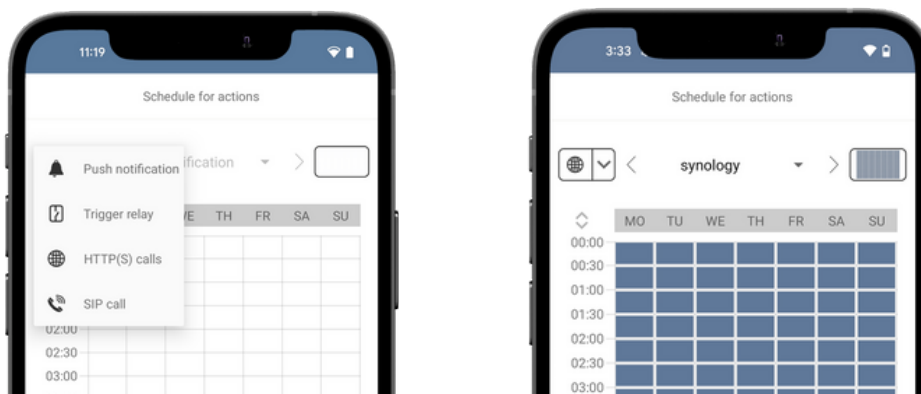 11:19
Schedule for actions
ification
Push notification
Trigger relay
HTTP(S) calls
SIP call
WE TH FR SA SU
02:00
02:30
03:00
3:33
Schedule for actions
synology
MO TU WE TH FR SA SU
00:00
00:30
01:00
01:30
02:00
02:30
03:00